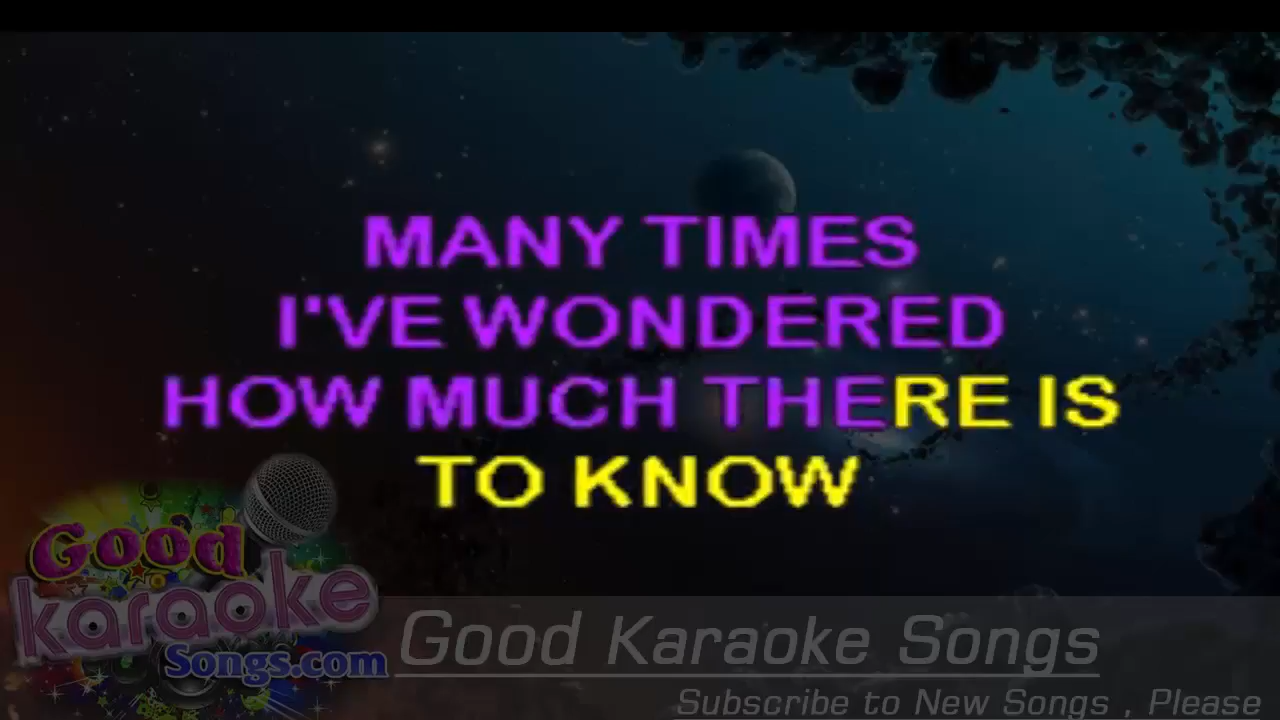 MANY TIMES
I'VE WONDERED
HOW MUCH THERE IS
TO KNOW
Good
karaoke
Songs.com
Good Karaoke Songs
Subscribe to New Songs , Please